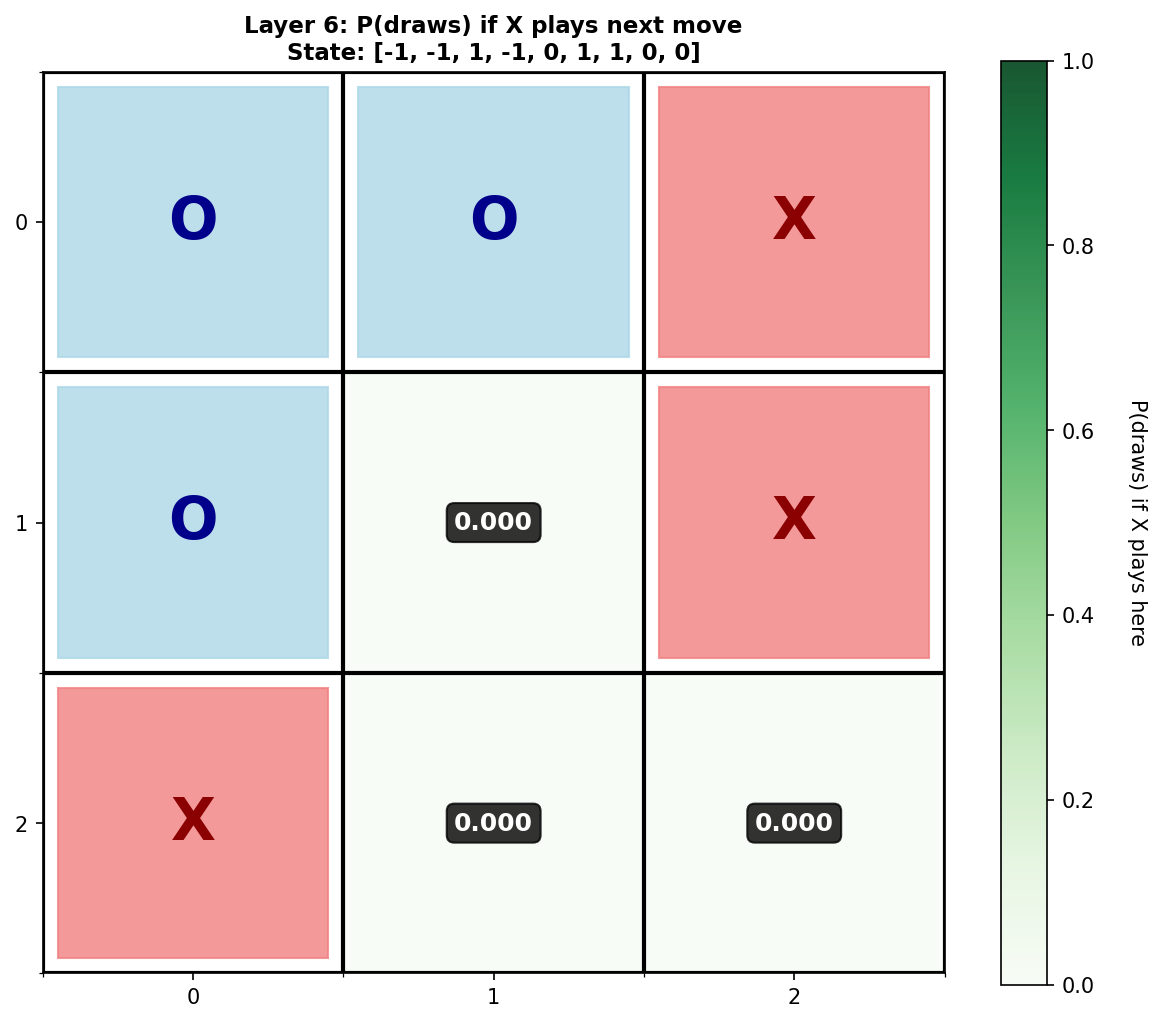 Layer 6: P(draws) if X plays next move
State: [-1, -1, 1, -1, 0, 1, 1, 0, 0]
0
O
O
X
1
O
0.000
X
2
X
0.000
0.000
0
1
2
1.0
0.8
0.6
0.4
0.2
0.0
P(draws) if X plays here